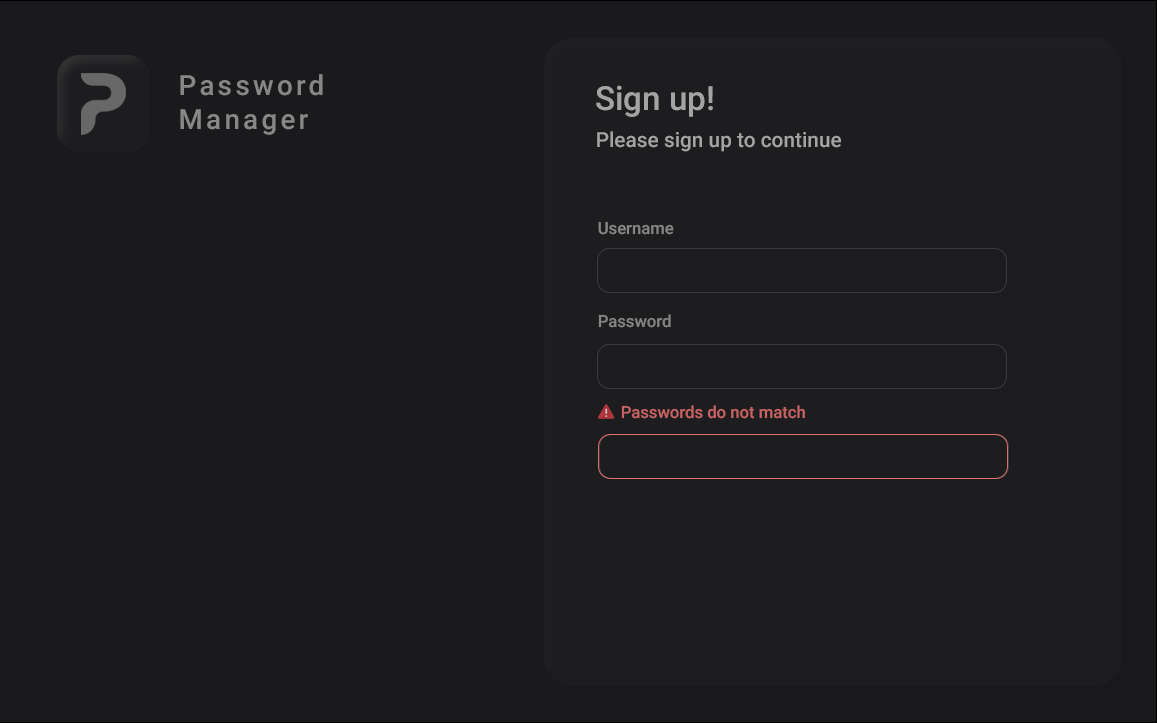 Password
Manager
Sign up!
Please sign up to continue
Username
Password
Passwords do not match